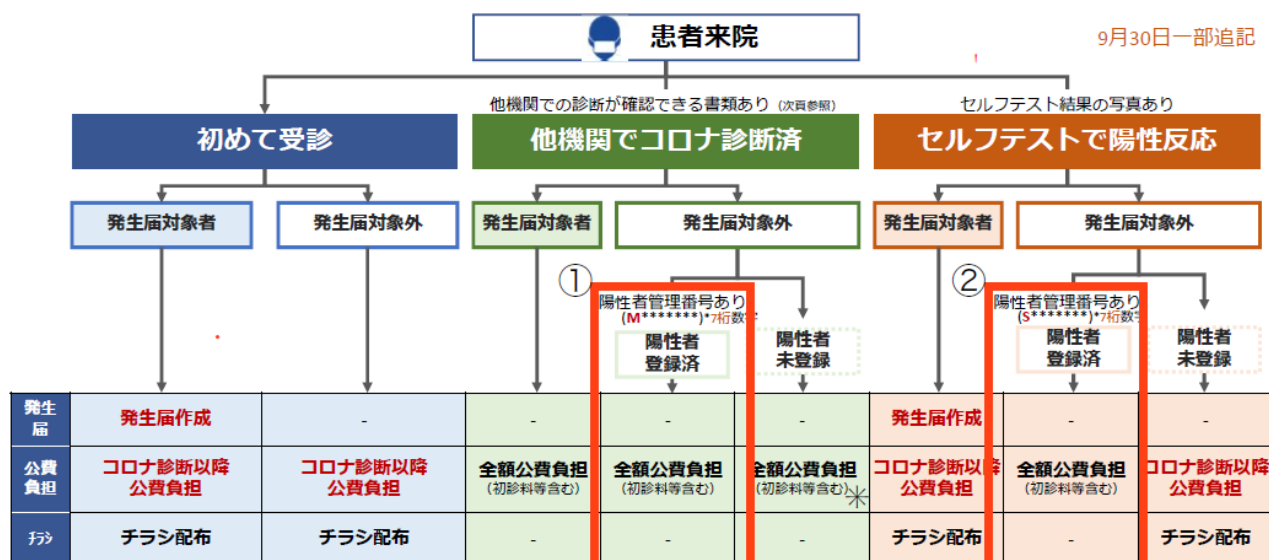 患者来院
9月30日一部追記
他機関での診断が確認できる書類あり (次頁参照)
セルフテスト結果の写真あり
初めて受診
他機関でコロナ診断済
セルフテストで陽性反応
発生届対象者
発生届対象外
発生届対象者
発生届対象外
発生届対象者
発生届対象外
①
②
陽性者管理番号あり
(M*******)*7桁数字
陽性者
登録済
陽性者
未登録
陽性者管理番号あり
(S*******)*7桁数字
陽性者
登録済
陽性者
未登録
発生
届
発生届作成
-
-
-
-
発生届作成
-
-
公費
負担
コロナ診断以降
公費負担
コロナ診断以降
公費負担
全額公費負担
(初診料等含む)
全額公費負担
(初診料等含む)
全額公費負担
(初診料等含む)
※
コロナ診断以降
公費負担
全額公費負担
(初診料等含む)
コロナ診断以降
公費負担
ﾁﾗｼ
チラシ配布
チラシ配布
-
-
-
チラシ配布
-
チラシ配布